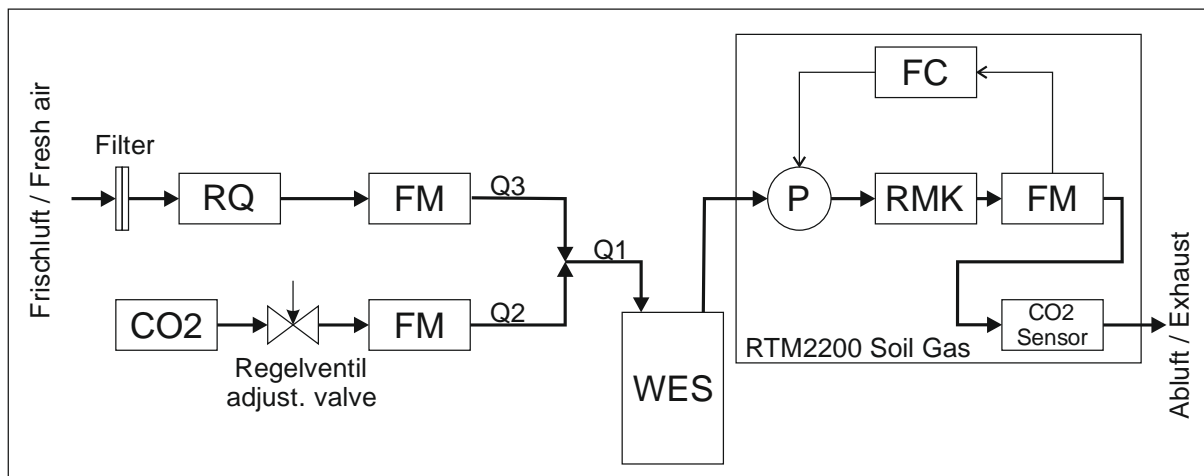 Frischluft / Fresh air
Filter
RQ
FM
Q3
CO2
Regelventil
adjust. valve
FM
Q2
Q1
WES
FC
P
RMK
FM
CO2
Sensor
RTM2200 Soil Gas
Abluft / Exhaust